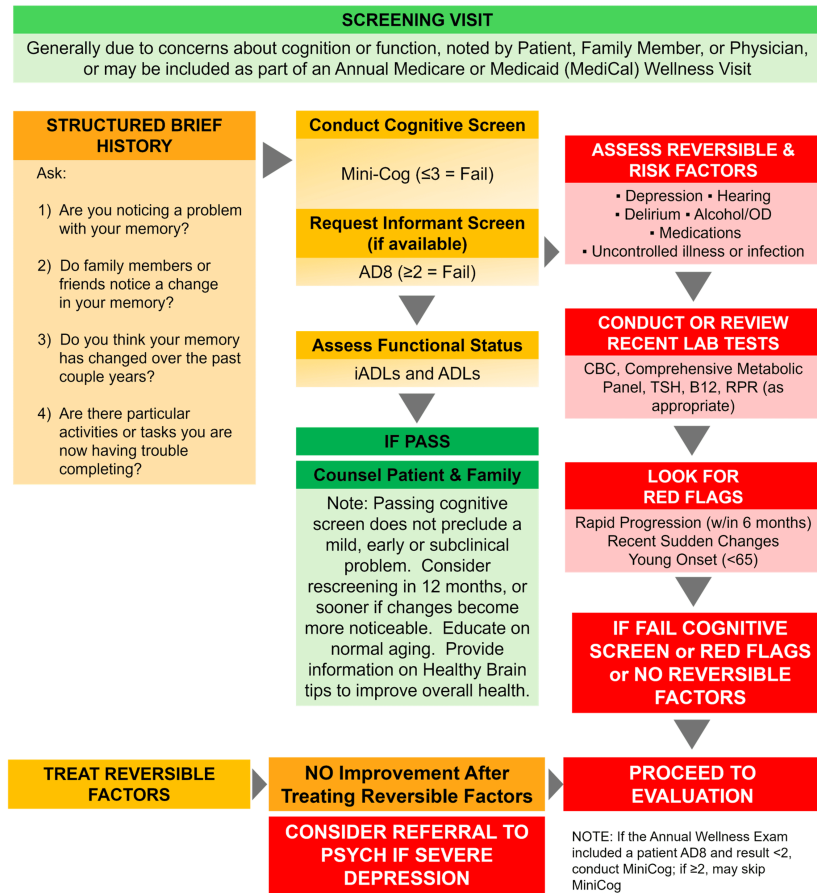 SCREENING VISIT
Generally due to concerns about cognition or function, noted by Patient, Family Member, or Physician,
or may be included as part of an Annual Medicare or Medicaid (MediCal) Wellness Visit
STRUCTURED BRIEF
HISTORY
Ask:
1) Are you noticing a problem
with your memory?
2) Do family members or
friends notice a change
in your memory?
3) Do you think your memory
has changed over the past
couple years?
4) Are there particular
activities or tasks you are
now having trouble
completing?
Conduct Cognitive Screen
Mini-Cog (≤3 = Fail)
Request Informant Screen
(if available)
AD8 (≥2 = Fail)
Assess Functional Status
iADLs and ADLs
IF PASS
Counsel Patient & Family
Note: Passing cognitive
screen does not preclude a
mild, early or subclinical
problem. Consider
rescreening in 12 months, or
sooner if changes become
more noticeable. Educate on
normal aging. Provide
information on Healthy Brain
tips to improve overall health.
ASSESS REVERSIBLE &
RISK FACTORS
▪ Depression ▪ Hearing
▪ Delirium ▪ Alcohol/OD
▪ Medications
▪ Uncontrolled illness or infection
CONDUCT OR REVIEW
RECENT LAB TESTS
CBC, Comprehensive Metabolic
Panel, TSH, B12, RPR (as
appropriate)
LOOK FOR
RED FLAGS
Rapid Progression (w/in 6 months)
Recent Sudden Changes
Young Onset (<65)
IF FAIL COGNITIVE
SCREEN or RED FLAGS
or NO REVERSIBLE
FACTORS
TREAT REVERSIBLE
FACTORS
NO Improvement After
Treating Reversible Factors
CONSIDER REFERRAL TO
PSYCH IF SEVERE
DEPRESSION
PROCEED TO
EVALUATION
NOTE: If the Annual Wellness Exam
included a patient AD8 and result <2,
conduct MiniCog; if ≥2, may skip
MiniCog